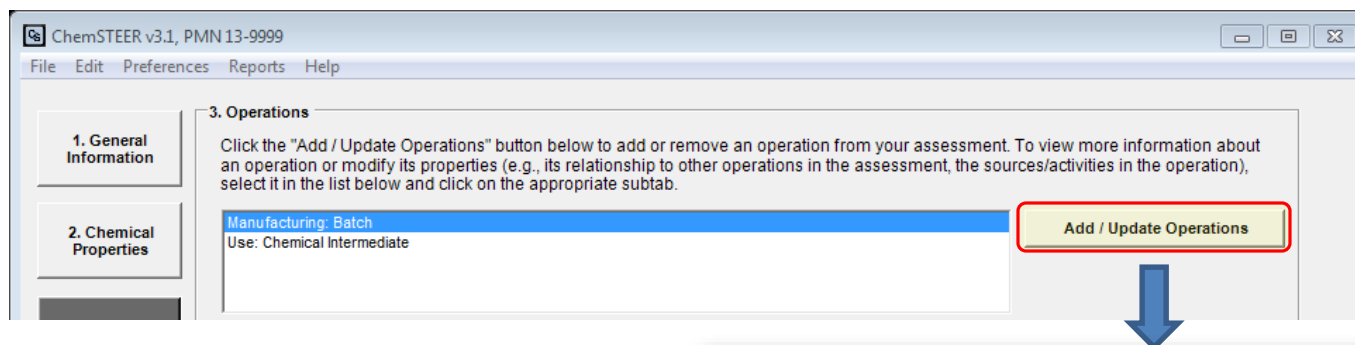 ChemSTEER v3.1, PMN 13-9999
File Edit Preferences Reports Help
3. Operations
1. General
Information
Click the "Add / Update Operations" button below to add or remove an operation from your assessment. To view more information about
an operation or modify its properties (e.g., its relationship to other operations in the assessment, the sources/activities in the operation),
select it in the list below and click on the appropriate subtab.
2. Chemical
Properties
Manufacturing: Batch
Use: Chemical Intermediate
Add / Update Operations